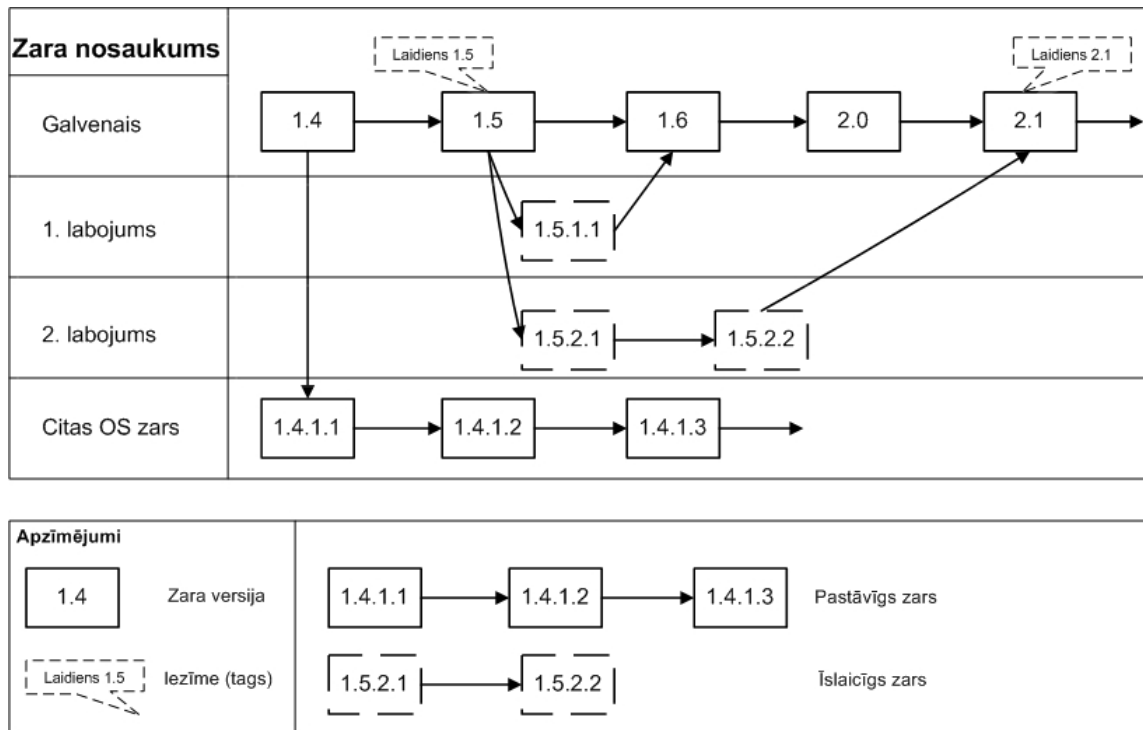 Zara nosaukums
Laidiens 1.5
Laidiens 2.1
Galvenais
1.4
1.5
1.6
2.0
2.1
1. labojums
1.5.1.1
2. labojums
1.5.2.1
1.5.2.2
Citas OS zars
1.4.1.1
1.4.1.2
1.4.1.3
Apzīmējumi
1.4
Zara versija
1.4.1.1
1.4.1.2
1.4.1.3
Pastāvīgs zars
Laidiens 1.5
Iezīme (tags)
1.5.2.1
1.5.2.2
Īslaicīgs zars